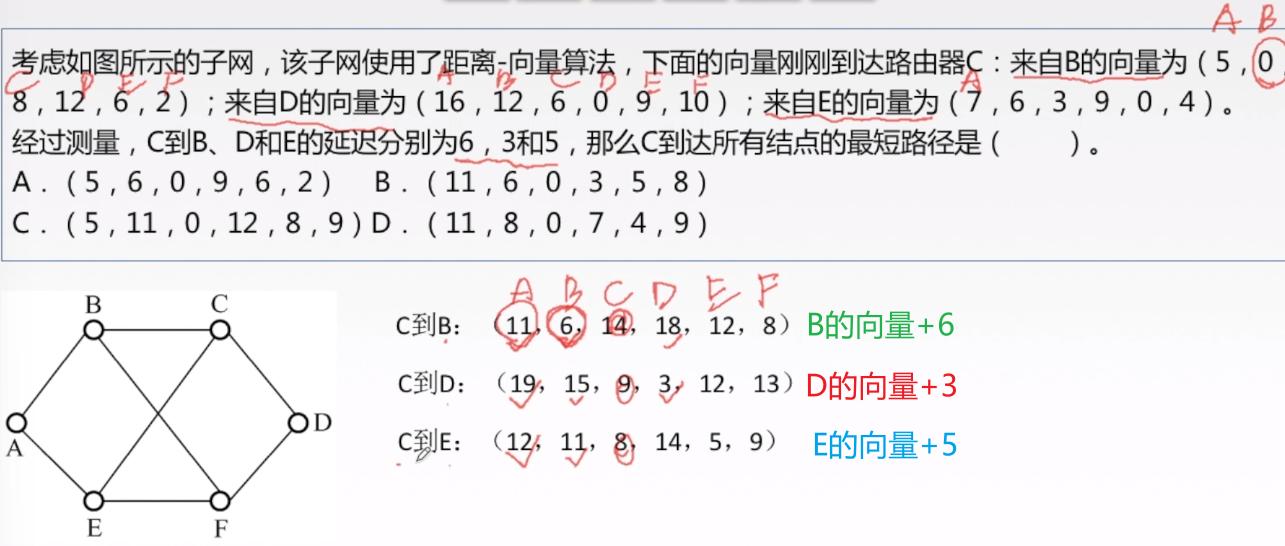 A B
考虑如图所示的子网，该子网使用了距离-向量算法，下面的向量刚刚到达路由器C：来自B的向量为（5，0，
C D E F A B C D E F A
8，12，6，2）；来自D的向量为（16，12，6，0，9，10）；来自E的向量为（7，6，3，9，0，4）。
经过测量，C到B、D和E的延迟分别为6，3和5，那么C到达所有结点的最短路径是（ ）。
A．（5，6，0，9，6，2） B．（11，6，0，3，5，8）
C．（5，11，0，12，8，9）D．（11，8，0，7，4，9）
A B C D E F
B C
C到B：（11，6，14，18，12，8）B的向量+6
C到D：（19，15，9，3，12，13）D的向量+3
A D
C到E：（12，11，8，14，5，9） E的向量+5
E F